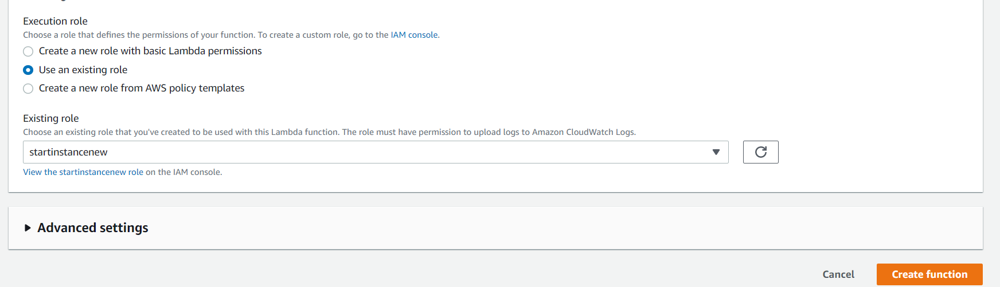 Execution role
Choose a role that defines the permissions of your function. To create a custom role, go to the IAM console.
Create a new role with basic Lambda permissions
Use an existing role
Create a new role from AWS policy templates
Existing role
Choose an existing role that you've created to be used with this Lambda function. The role must have permission to upload logs to Amazon CloudWatch Logs.
startinstancenew
View the startinstancenew role on the IAM console.
Advanced settings
Cancel
Create function